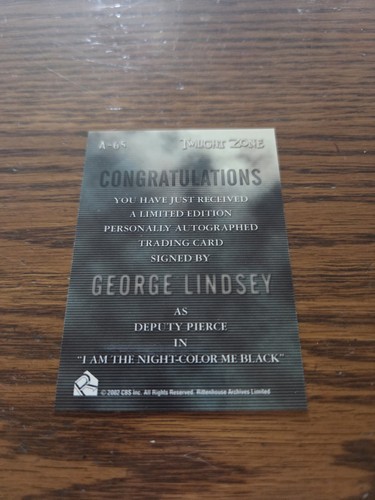 A-65 TWILIGHT ZONE
CONGRATULATIONS
YOU HAVE JUST RECEIVED
A LIMITED EDITION
PERSONALLY AUTOGRAPHED
TRADING CARD
SIGNED BY
GEORGE LINDSEY
AS
DEPUTY PIERCE
IN
"I AM THE NIGHT-COLOR ME BLACK"
© 2002 CBS Inc. All Rights Reserved. Rittenhouse Archives Limited